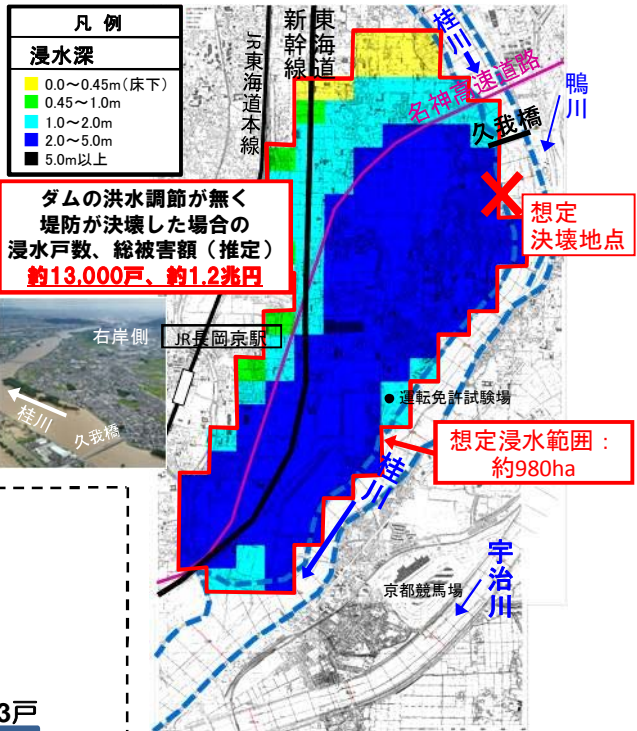 凡 例
浸水深
0.0～0.45m(床下)
0.45～1.0m
1.0～2.0m
2.0～5.0m
5.0m以上
JR東海道本線
東海道
新幹線
桂川
名神高速道路
鴨川
久我橋
ダムの洪水調節が無く
堤防が決壊した場合の
浸水戸数、総被害額（推定）
約13,000戸、約1.2兆円
想定
決壊地点
右岸側
JR長岡京駅
桂川
久我橋
運転免許試験場
想定浸水範囲：
約980ha
桂川
宇治川
京都競馬場
3戸